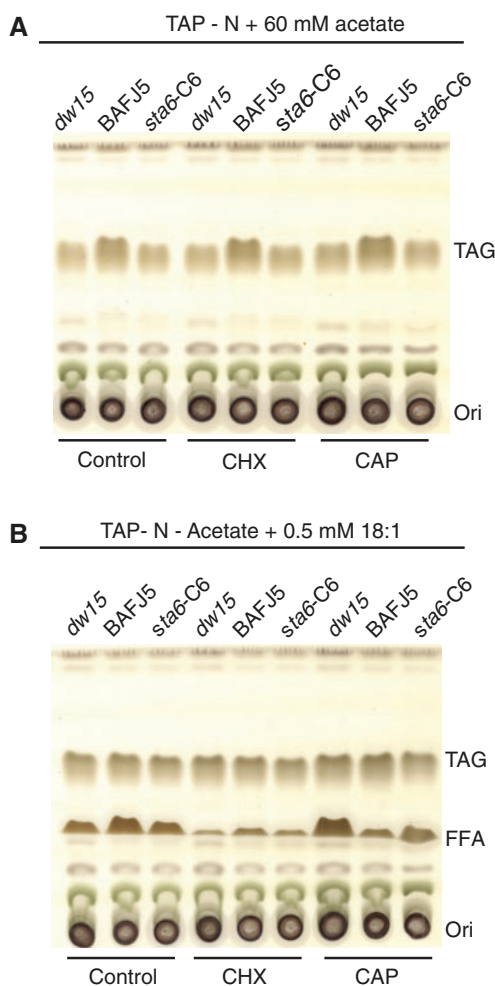 A
TAP - N + 60 mM acetate
dw15 BAFJ5 sta6-C6 dw15 BAFJ5 sta6-C6 dw15 BAFJ5 sta6-C6
TAG
Ori
Control CHX CAP
B
TAP- N - Acetate + 0.5 mM 18:1
dw15 BAFJ5 sta6-C6 dw15 BAFJ5 sta6-C6 dw15 BAFJ5 sta6-C6
TAG
FFA
Ori
Control CHX CAP